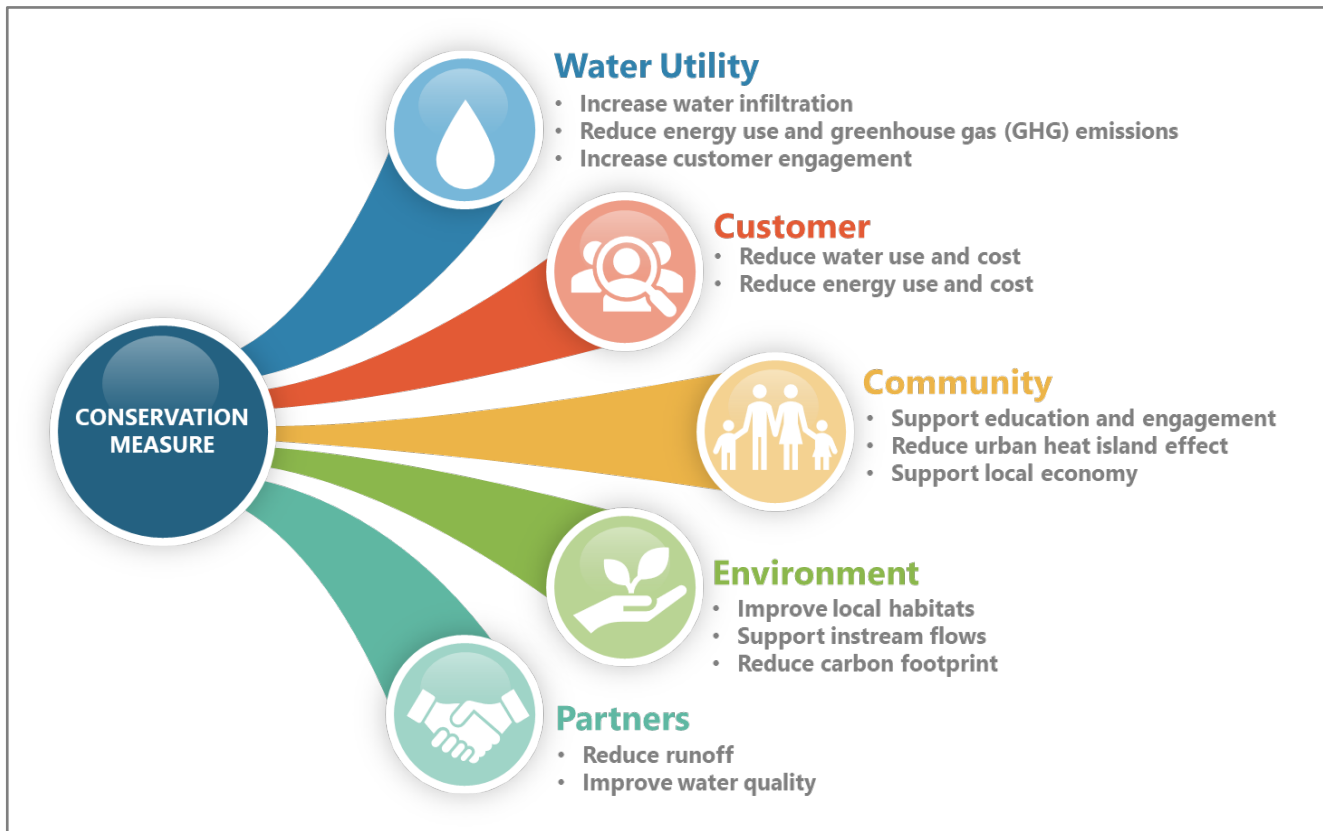 Water Utility
• Increase water infiltration
• Reduce energy use and greenhouse gas (GHG) emissions
• Increase customer engagement
Customer
• Reduce water use and cost
• Reduce energy use and cost
CONSERVATION
MEASURE
Community
• Support education and engagement
• Reduce urban heat island effect
• Support local economy
Environment
• Improve local habitats
• Support instream flows
• Reduce carbon footprint
Partners
• Reduce runoff
• Improve water quality